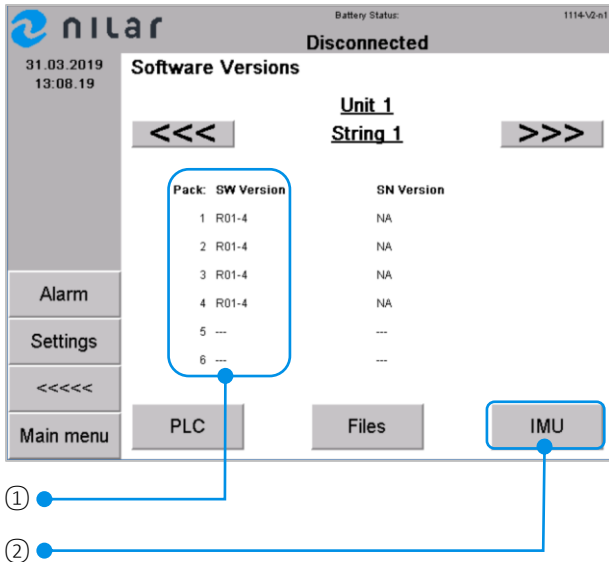 nilar
Battery Status:
1114-V2-n1
Disconnected
31.03.2019
13:08.19
Software Versions
Unit 1
<<<
String 1
>>>
Pack: SW Version SN Version
1 R01-4 NA
2 R01-4 NA
3 R01-4 NA
4 R01-4 NA
5 --- ---
6 --- ---
Alarm
Settings
<<<<<
Main menu
PLC
Files
IMU
①
②